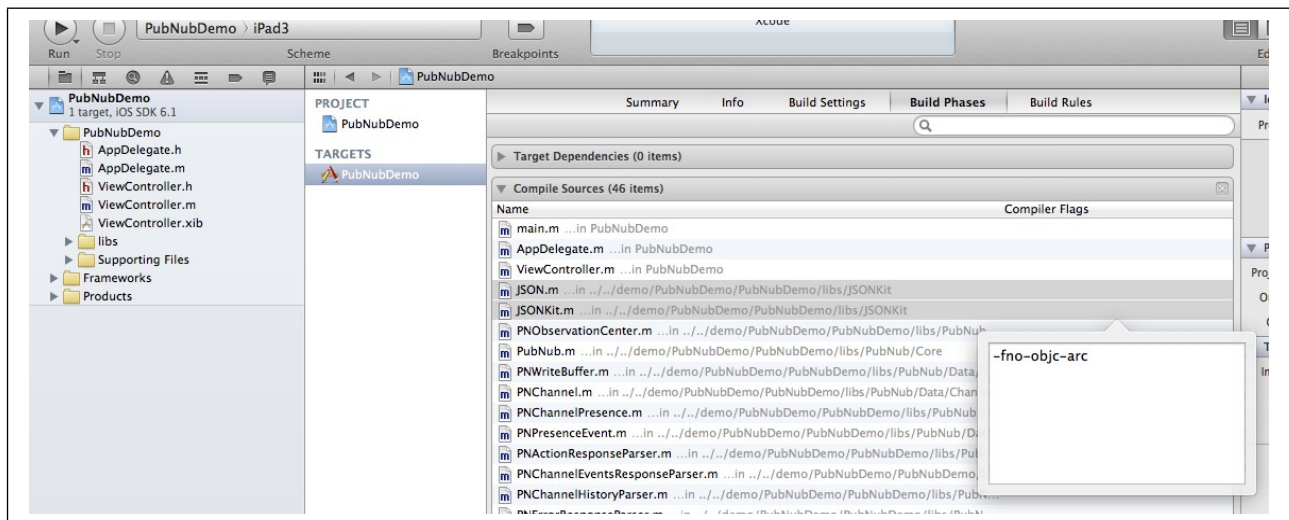 PubNubDemo › iPad3
Xcode
Run Stop Scheme Breakpoints
PubNubDemo
PubNubDemo
1 target, iOS SDK 6.1
PubNubDemo
h AppDelegate.h
m AppDelegate.m
h ViewController.h
m ViewController.m
ViewController.xib
libs
Supporting Files
Frameworks
Products
PROJECT
PubNubDemo
TARGETS
PubNubDemo
Summary Info Build Settings Build Phases Build Rules
Target Dependencies (0 items)
Compile Sources (46 items)
Name Compiler Flags
m main.m ...in PubNubDemo
m AppDelegate.m ...in PubNubDemo
m ViewController.m ...in PubNubDemo
m JSON.m ...in ../../demo/PubNubDemo/PubNubDemo/libs/JSONKit
m JSONKit.m ...in ../../demo/PubNubDemo/PubNubDemo/libs/JSONKit
m PNObservationCenter.m ...in ../../demo/PubNubDemo/PubNubDemo/libs/PubNub
m PubNub.m ...in ../../demo/PubNubDemo/PubNubDemo/libs/PubNub/Core
m PNWriteBuffer.m ...in ../../demo/PubNubDemo/PubNubDemo/libs/PubNub/Data/
m PNChannel.m ...in ../../demo/PubNubDemo/PubNubDemo/libs/PubNub/Data/Chan
m PNChannelPresence.m ...in ../../demo/PubNubDemo/PubNubDemo/libs/PubNub
m PNPresenceEvent.m ...in ../../demo/PubNubDemo/PubNubDemo/libs/PubNub/Da
m PNActionResponseParser.m ...in ../../demo/PubNubDemo/PubNubDemo/libs/Pub
m PNChannelEventsResponseParser.m ...in ../../demo/PubNubDemo/PubNubDemo/
m PNChannelHistoryParser.m ...in ../../demo/PubNubDemo/PubNubDemo/libs/PubN...
-fno-objc-arc